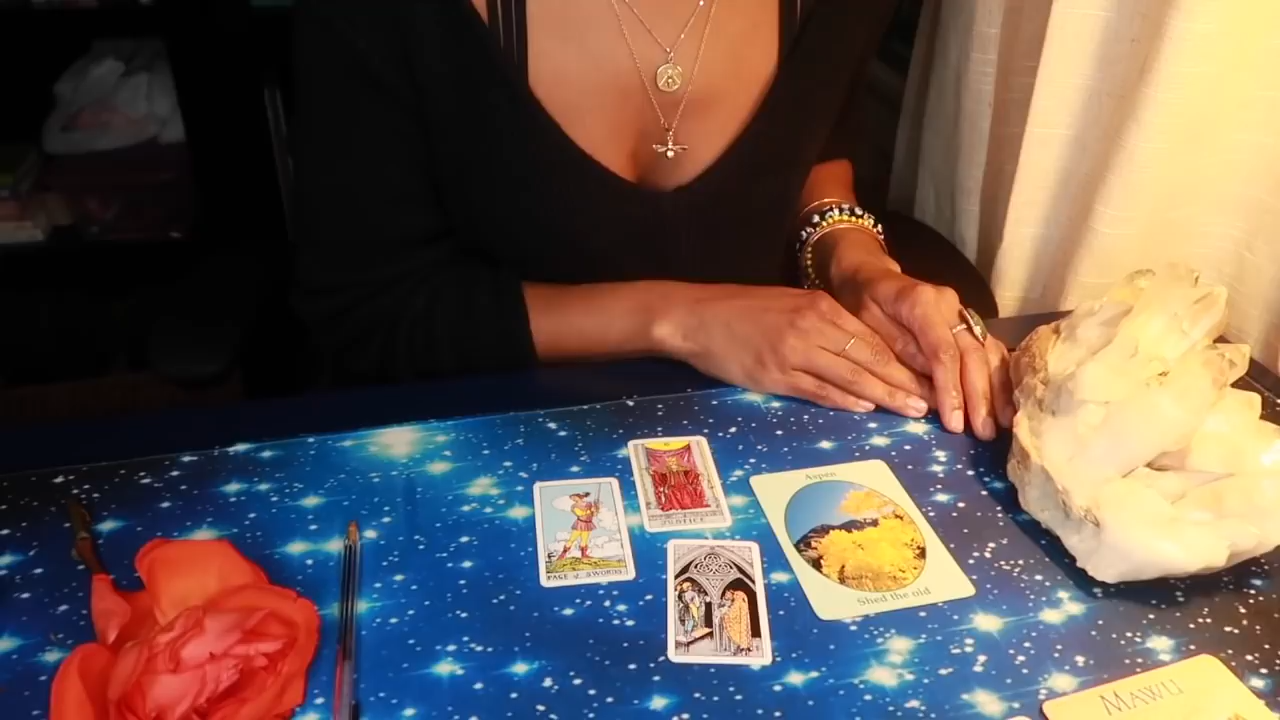 Aspen
JUSTICE
PAGE of SWORDS
Shed the old
MAWU